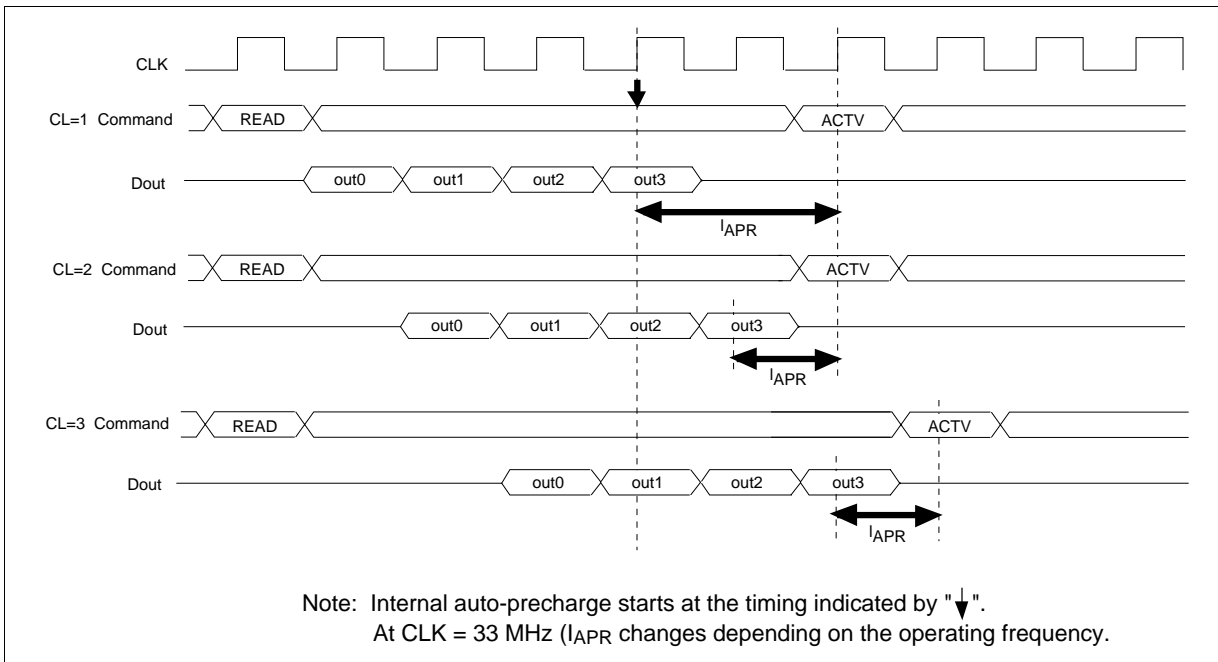 CLK
CL=1 Command READ ACTV
Dout out0 out1 out2 out3
lAPR
CL=2 Command READ ACTV
Dout out0 out1 out2 out3
lAPR
CL=3 Command READ ACTV
Dout out0 out1 out2 out3
lAPR
Note: Internal auto-precharge starts at the timing indicated by "↓".
At CLK = 33 MHz (lAPR changes depending on the operating frequency.